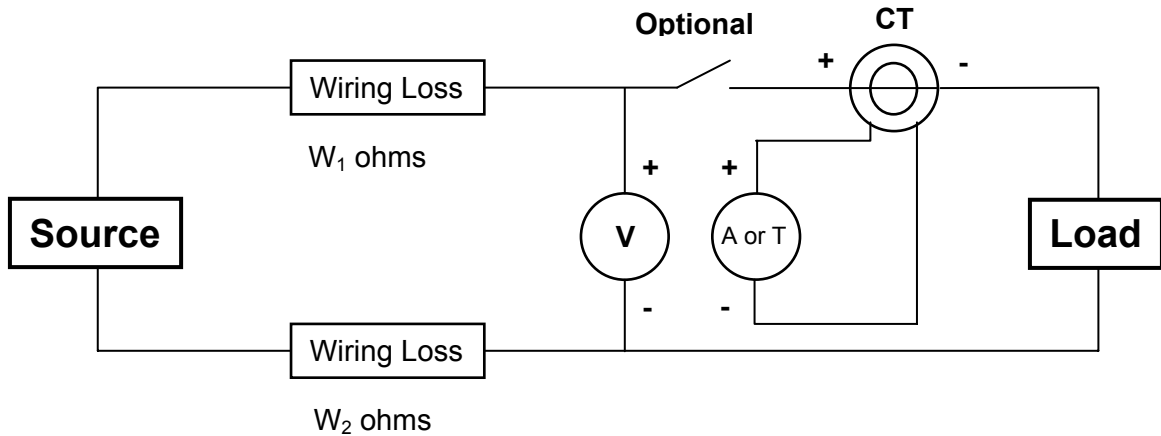 Optional
CT
+
-
Wiring Loss
W₁ ohms
+
+
Source
V
A or T
Load
-
-
Wiring Loss
W₂ ohms